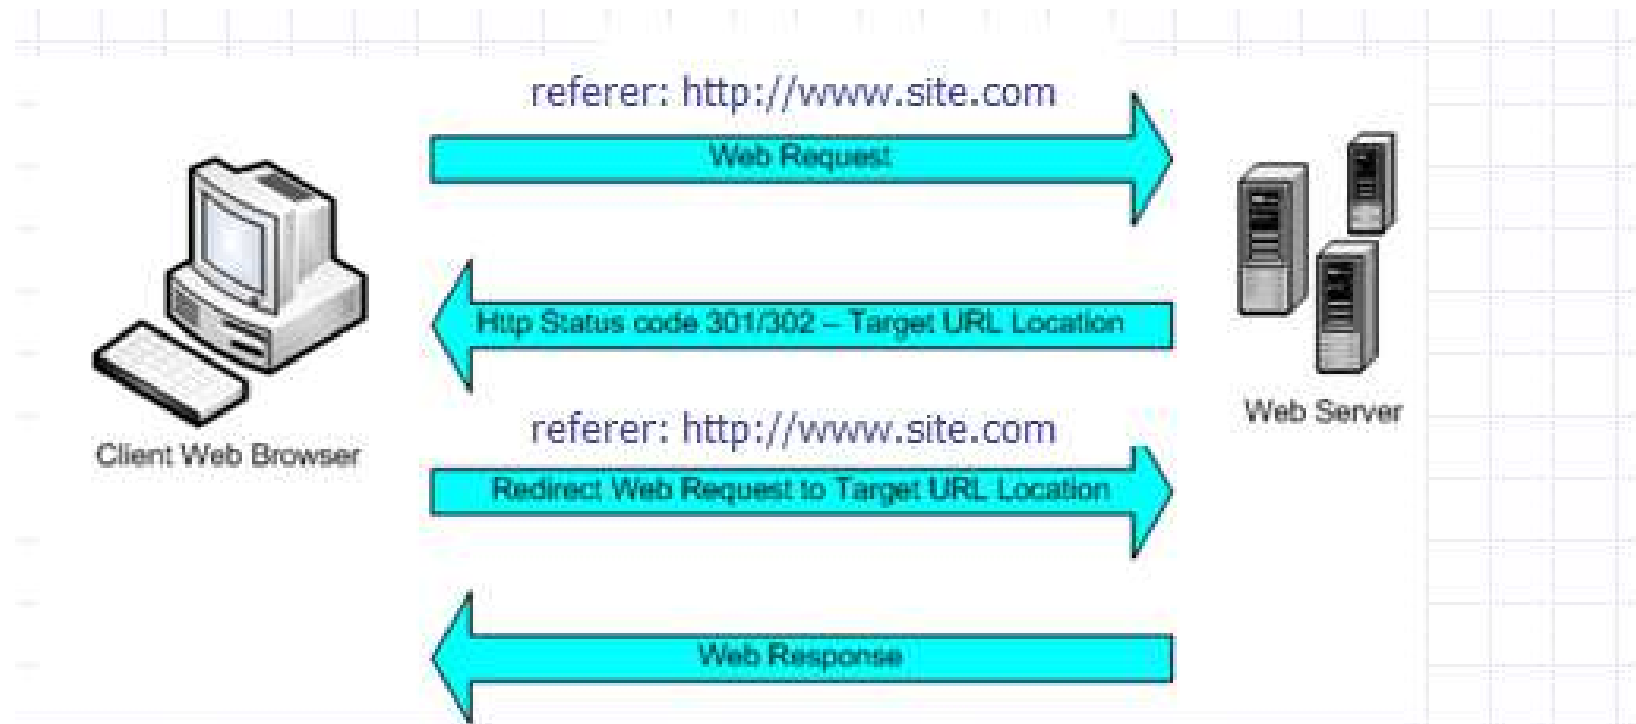 referer: http://www.site.com
Web Request
Http Status code 301/302 – Target URL Location
Web Server
referer: http://www.site.com
Client Web Browser
Redirect Web Request to Target URL Location
Web Response